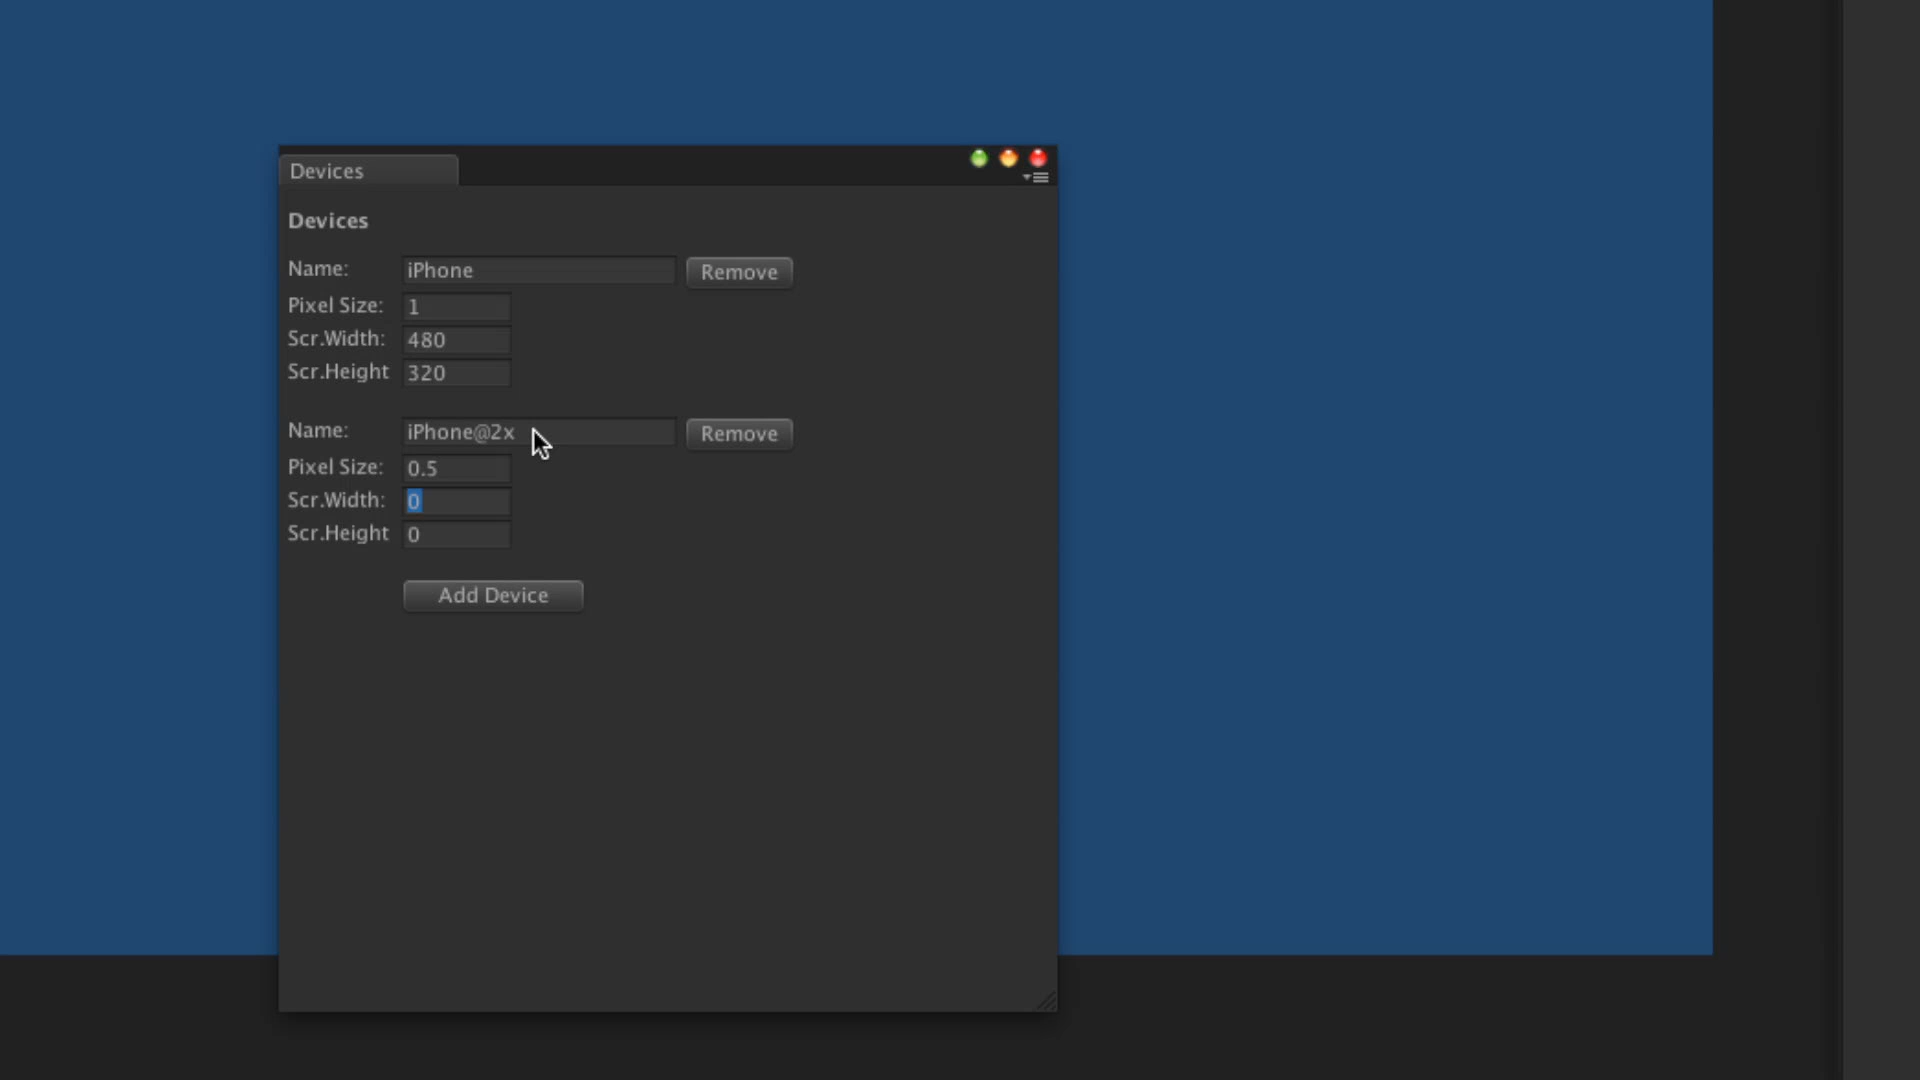 Devices
Devices
Name: iPhone Remove
Pixel Size: 1
Scr.Width: 480
Scr.Height 320
Name: iPhone@2x Remove
Pixel Size: 0.5
Scr.Width: 0
Scr.Height 0
Add Device